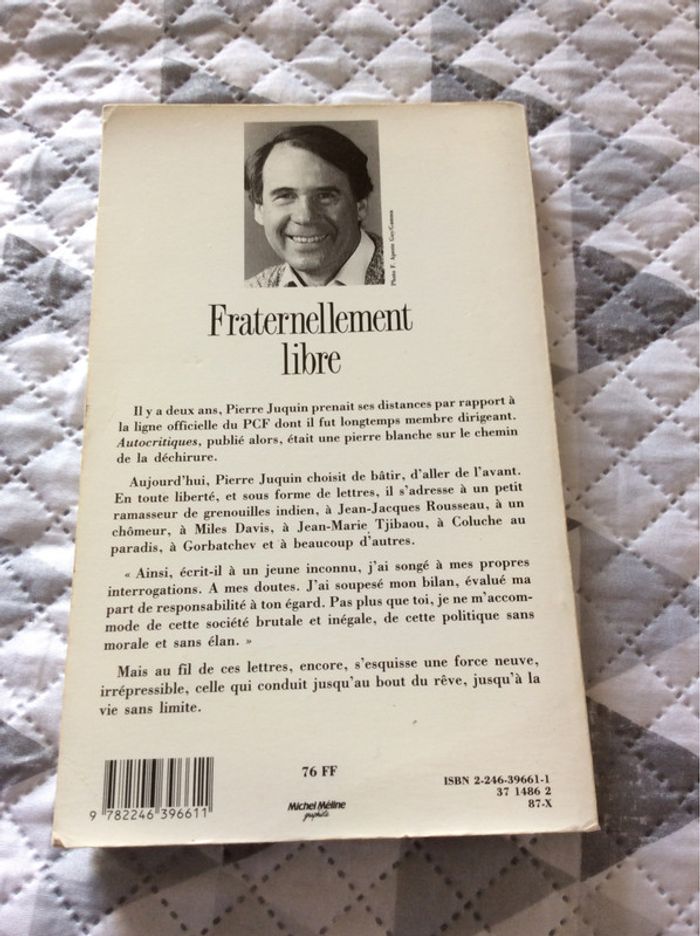 Photo F. Apesta Guy/Gamma
Fraternellement
libre
Il y a deux ans, Pierre Juquin prenait ses distances par rapport à
la ligne officielle du PCF dont il fut longtemps membre dirigeant.
Autocritiques, publié alors, était une pierre blanche sur le chemin
de la déchirure.
Aujourd'hui, Pierre Juquin choisit de bâtir, d'aller de l'avant.
En toute liberté, et sous forme de lettres, il s'adresse à un petit
ramasseur de grenouilles indien, à Jean-Jacques Rousseau, à un
chômeur, à Miles Davis, à Jean-Marie Tjibaou, à Coluche au
paradis, à Gorbatchev et à beaucoup d'autres.
« Ainsi, écrit-il à un jeune inconnu, j'ai songé à mes propres
interrogations. A mes doutes. J'ai soupesé mon bilan, évalué ma
part de responsabilité à ton égard. Pas plus que toi, je ne m'accom-
mode de cette société brutale et inégale, de cette politique sans
morale et sans élan. »
Mais au fil de ces lettres, encore, s'esquisse une force neuve,
irrépressible, celle qui conduit jusqu'au bout du rêve, jusqu'à la
vie sans limite.
9 782246 396611
76 FF
Michel Méline
graphite
ISBN 2-246-39661-1
37 1486 2
87-X